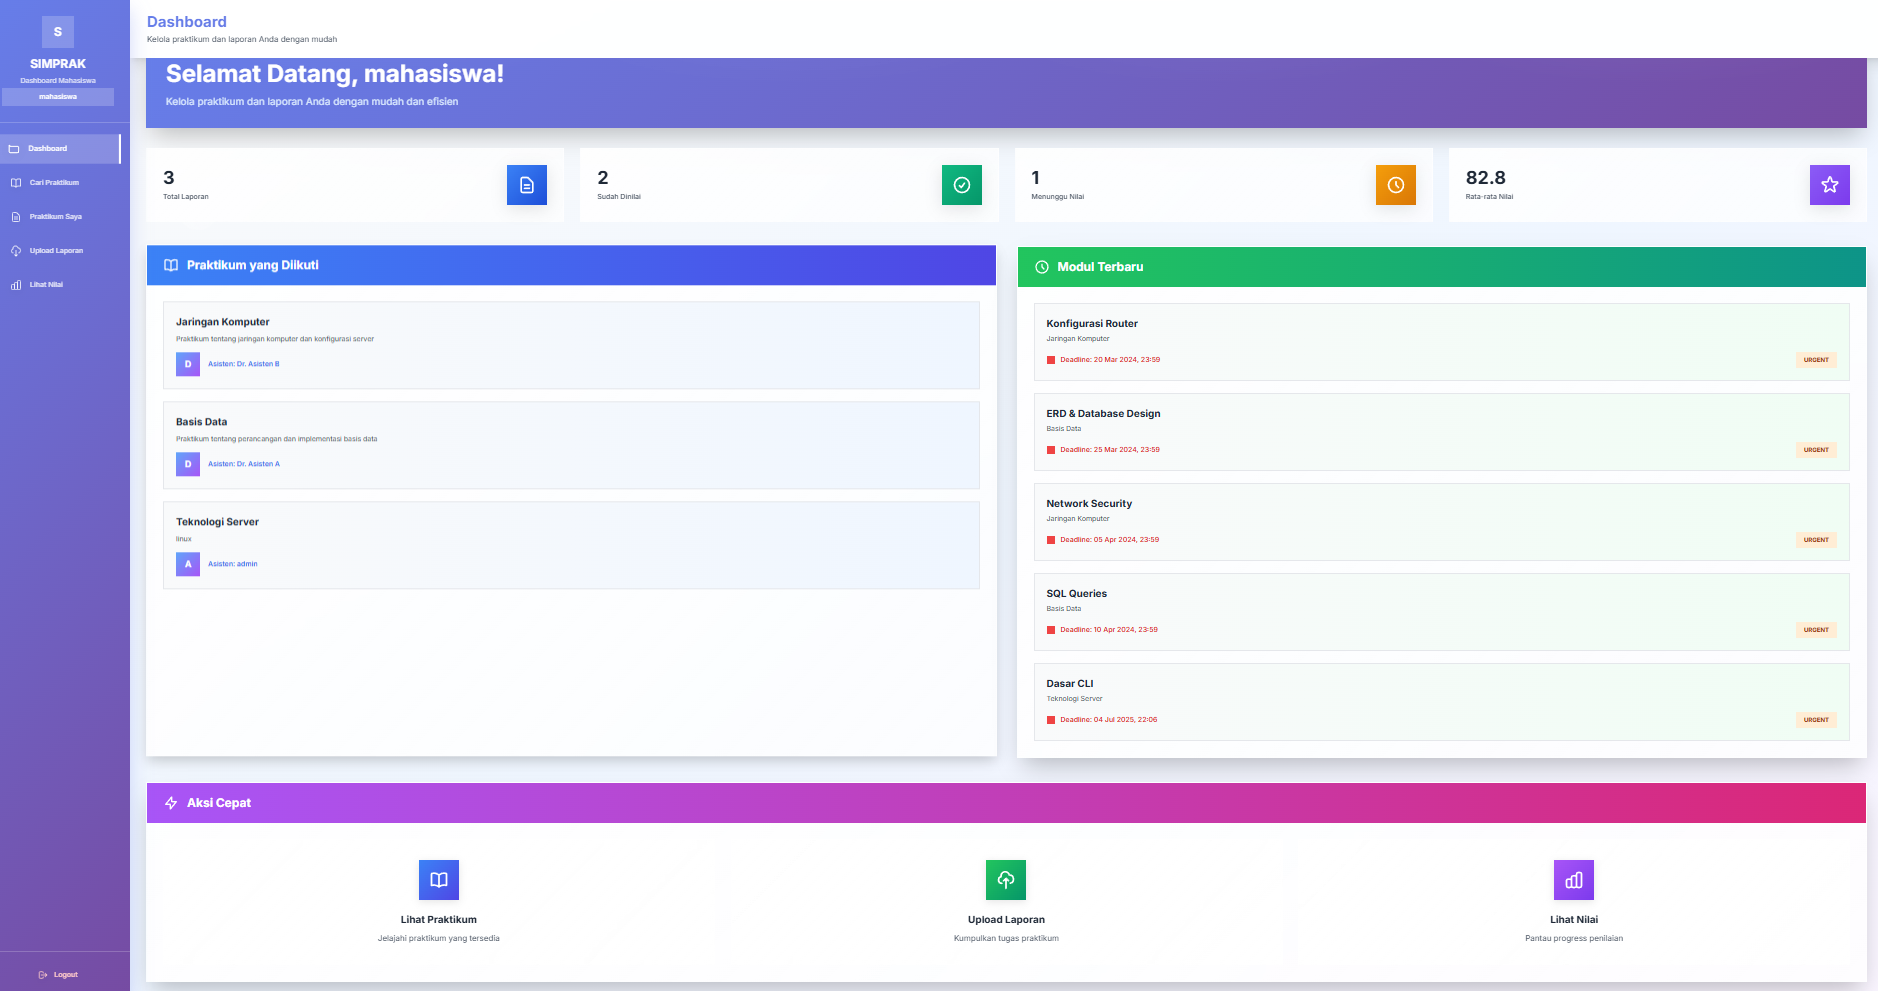 S
SIMPRAK
Dashboard Mahasiswa
mahasiswa
Dashboard
Cari Praktikum
Praktikum Saya
Upload Laporan
Lihat Nilai
Logout
Dashboard
Kelola praktikum dan laporan Anda dengan mudah
Selamat Datang, mahasiswa!
Kelola praktikum dan laporan Anda dengan mudah dan efisien
3
Total Laporan
2
Sudah Dinilai
1
Menunggu Nilai
82.8
Rata-rata Nilai
Praktikum yang Diikuti
Jaringan Komputer
Praktikum tentang jaringan komputer dan konfigurasi server
D
Asisten: Dr. Asisten B
Basis Data
Praktikum tentang perancangan dan implementasi basis data
D
Asisten: Dr. Asisten A
Teknologi Server
linux
A
Asisten: admin
Modul Terbaru
Konfigurasi Router
Jaringan Komputer
Deadline: 20 Mar 2024, 23:59
URGENT
ERD & Database Design
Basis Data
Deadline: 25 Mar 2024, 23:59
URGENT
Network Security
Jaringan Komputer
Deadline: 05 Apr 2024, 23:59
URGENT
SQL Queries
Basis Data
Deadline: 10 Apr 2024, 23:59
URGENT
Dasar CLI
Teknologi Server
Deadline: 04 Jul 2025, 22:06
URGENT
Aksi Cepat
Lihat Praktikum
Jelajahi praktikum yang tersedia
Upload Laporan
Kumpulkan tugas praktikum
Lihat Nilai
Pantau progress penilaian